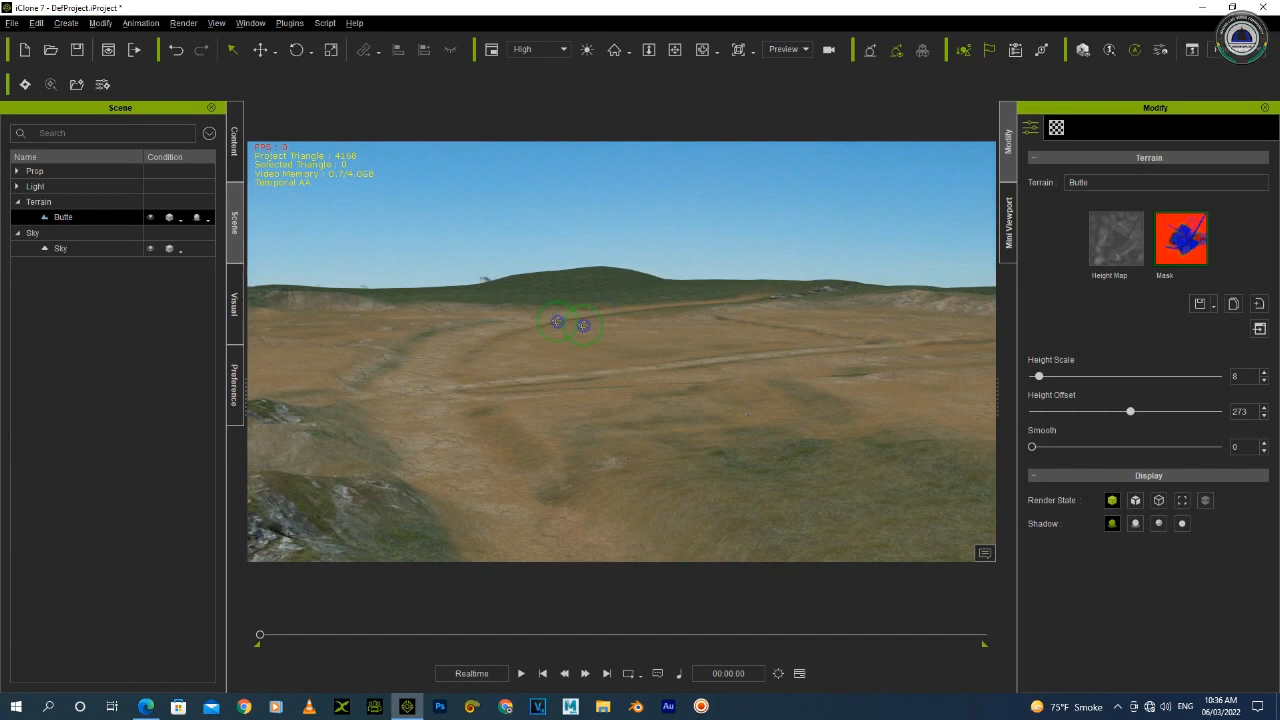 iClone 7 - DefProject.iProject *
File Edit Create Modify Animation Render View Window Plugins Script Help
High
Preview
Scene
Search
Name Condition
Prop
Light
Terrain
Butte
Sky
Sky
Content
Scene
Visual
Preference
FPS : 0
Project Triangle : 4168
Selected Triangle : 0
Video Memory : 0.7/4.0GB
Temporal AA
Modify
Mini Viewport
Modify
Terrain
Terrain : Butte
Height Map Mask
Height Scale
8
Height Offset
273
Smooth
0
Display
Render State :
Shadow :
Realtime
00:00.00
75°F Smoke
ENG
10:36 AM
06/03/2022